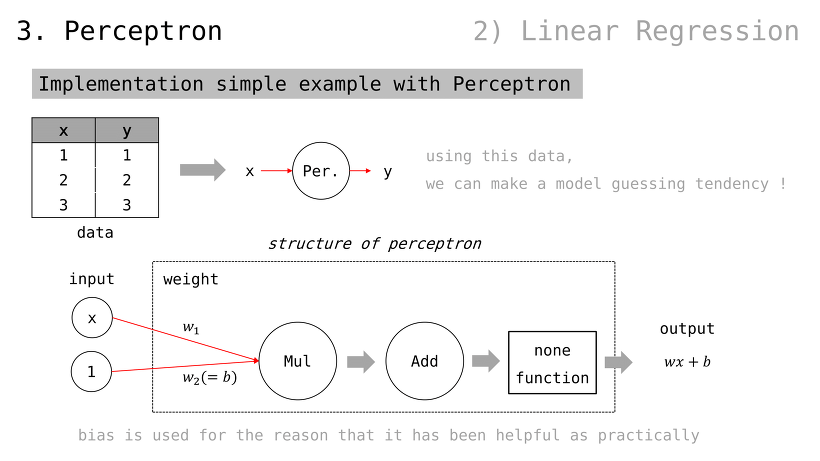 3. Perceptron
2) Linear Regression
Implementation simple example with Perceptron
x y
1 1
2 2
3 3
data
x
Per.
y
using this data,
we can make a model guessing tendency !
structure of perceptron
input
weight
x
1
w₁
w₂(= b)
Mul
Add
none
function
output
wx + b
bias is used for the reason that it has been helpful as practically